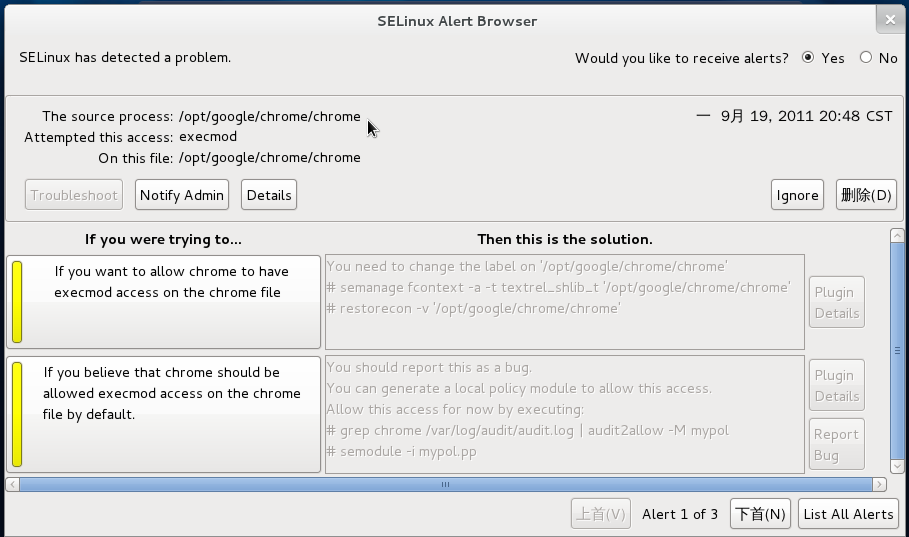 SELinux Alert Browser
SELinux has detected a problem.
Would you like to receive alerts? Yes No
The source process: /opt/google/chrome/chrome
一 9月 19, 2011 20:48 CST
Attempted this access: execmod
On this file: /opt/google/chrome/chrome
Troubleshoot
Notify Admin
Details
Ignore
删除(D)
If you were trying to...
Then this is the solution.
If you want to allow chrome to have
execmod access on the chrome file
You need to change the label on '/opt/google/chrome/chrome'
# semanage fcontext -a -t textrel_shlib_t '/opt/google/chrome/chrome'
# restorecon -v '/opt/google/chrome/chrome'
Plugin
Details
If you believe that chrome should be
allowed execmod access on the chrome
file by default.
You should report this as a bug.
You can generate a local policy module to allow this access.
Allow this access for now by executing:
# grep chrome /var/log/audit/audit.log | audit2allow -M mypol
# semodule -i mypol.pp
Plugin
Details
Report
Bug
上首(V)
Alert 1 of 3
下首(N)
List All Alerts